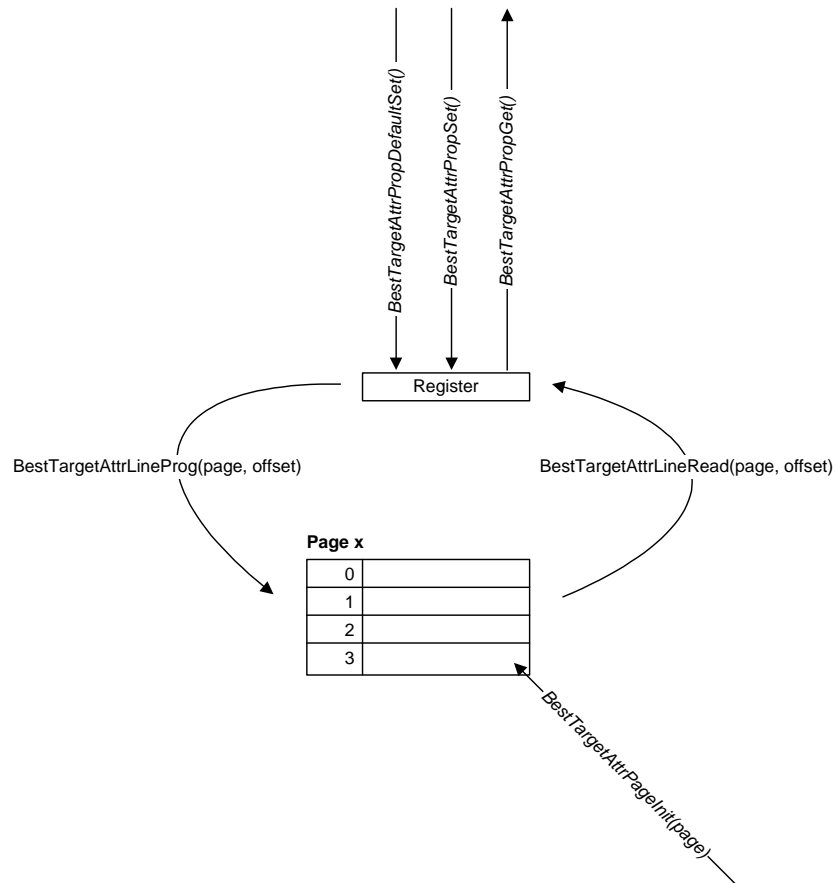 BestTargetAttrPropDefaultSet()
BestTargetAttrPropSet()
BestTargetAttrPropGet()
Register
BestTargetAttrLineProg(page, offset)
BestTargetAttrLineRead(page, offset)
Page x
0
1
2
3
BestTargetAttrPageInit(page)